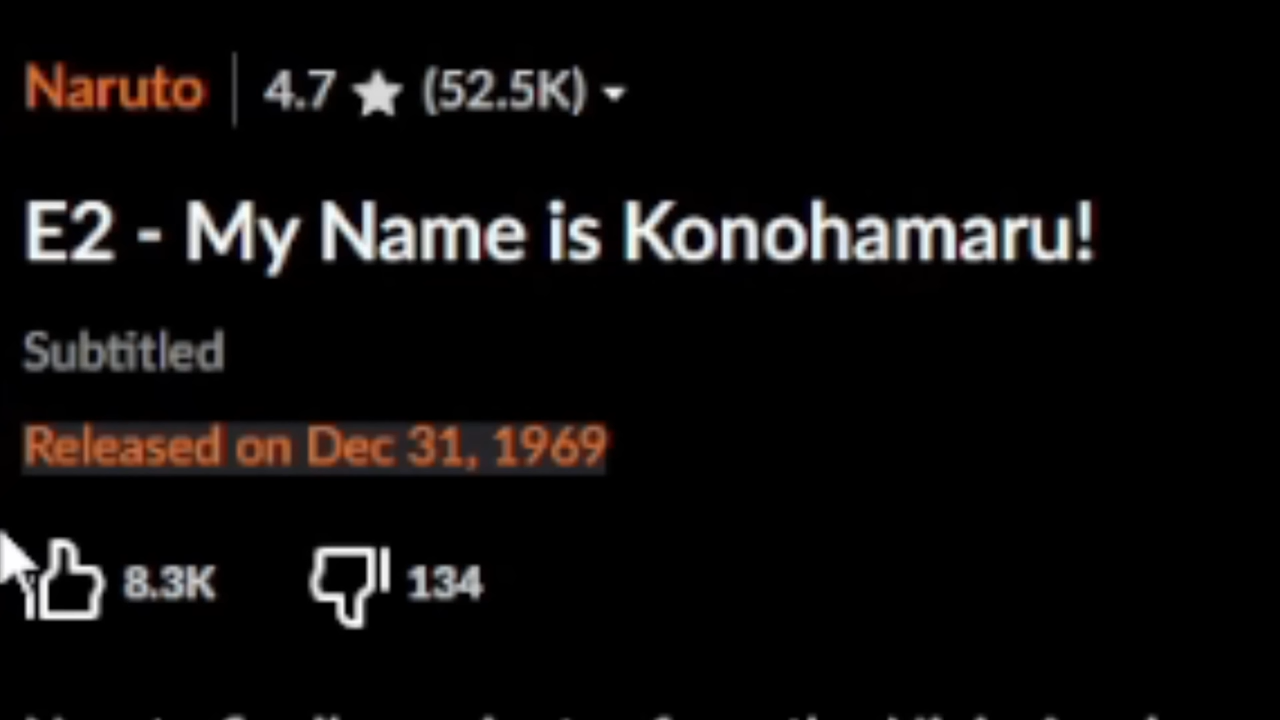 Naruto 4.7 ★ (52.5K)
E2 - My Name is Konohamaru!
Subtitled
Released on Dec 31, 1969
8.3K 134